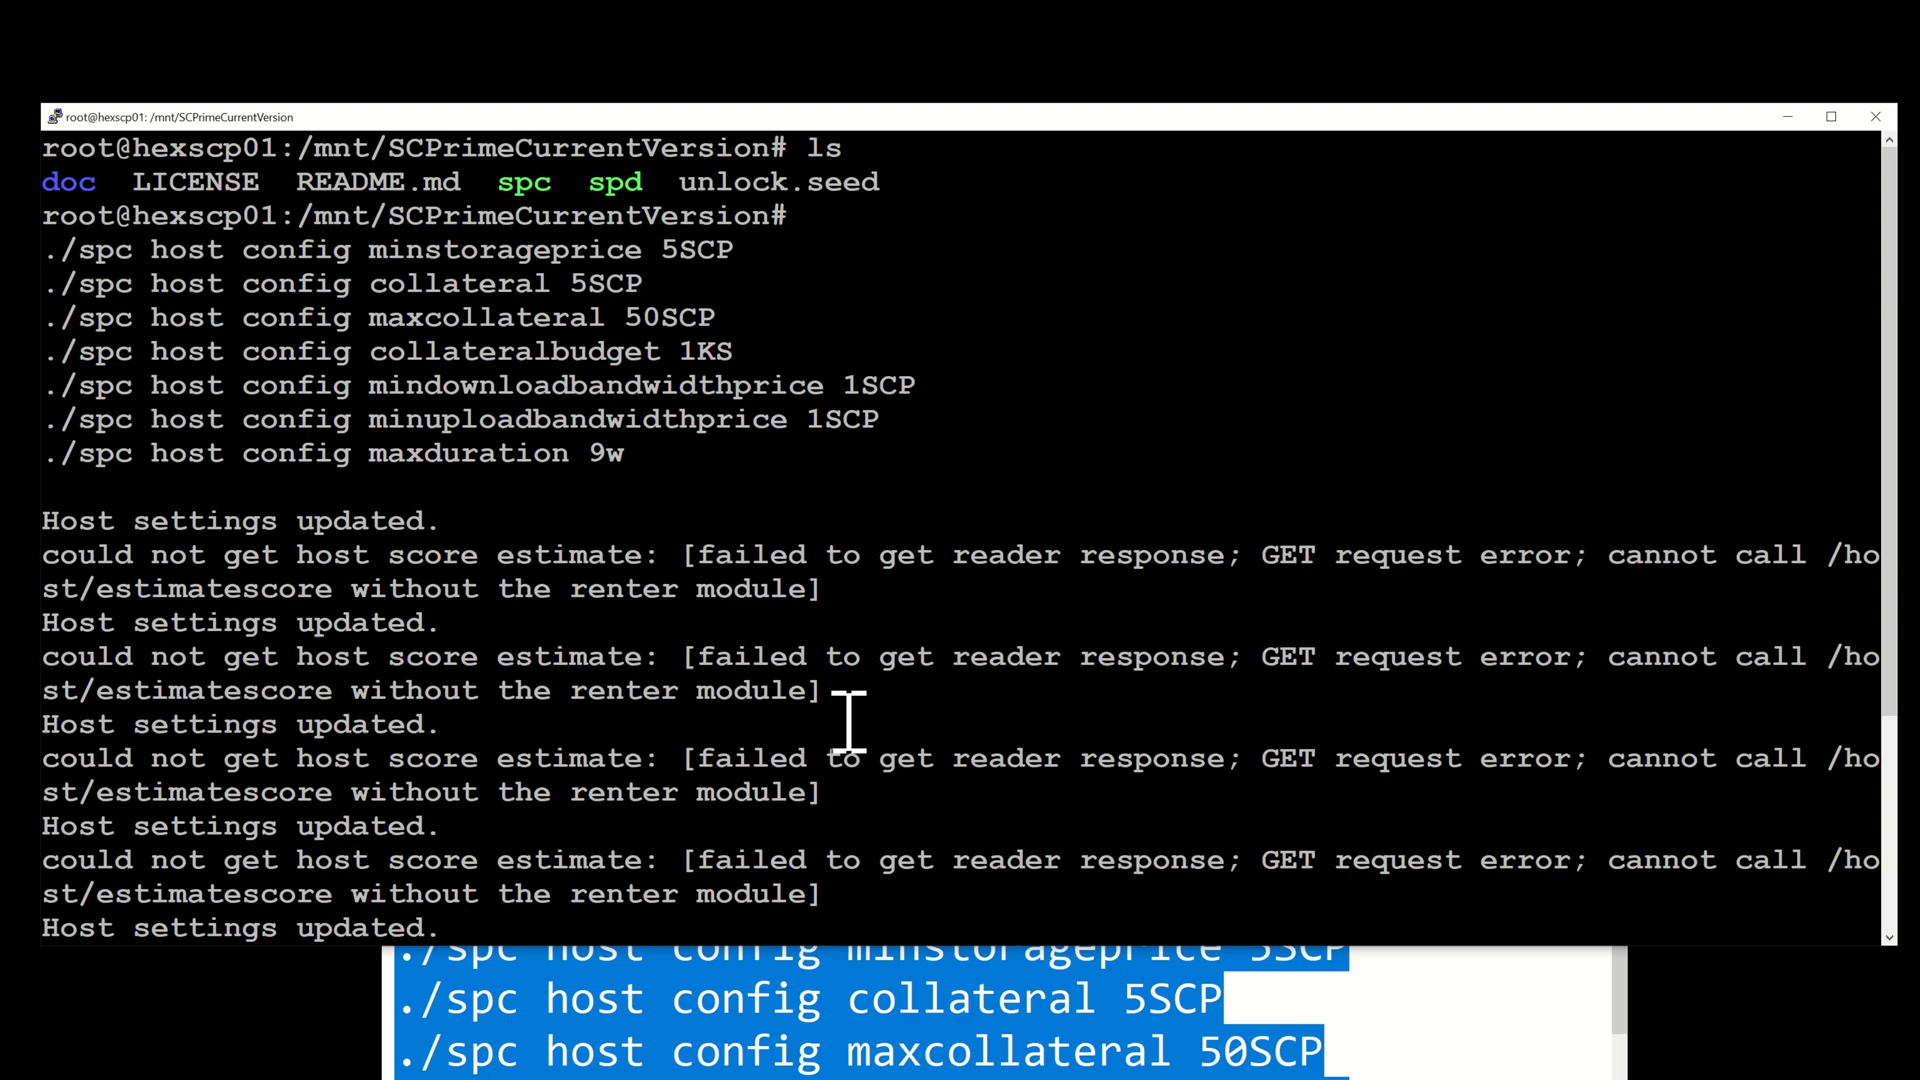 root@hexscp01: /mnt/SCPrimeCurrentVersion
root@hexscp01:/mnt/SCPrimeCurrentVersion# ls
doc LICENSE README.md spc spd unlock.seed
root@hexscp01:/mnt/SCPrimeCurrentVersion#
./spc host config minstorageprice 5SCP
./spc host config collateral 5SCP
./spc host config maxcollateral 50SCP
./spc host config collateralbudget 1KS
./spc host config mindownloadbandwidthprice 1SCP
./spc host config minuploadbandwidthprice 1SCP
./spc host config maxduration 9w
Host settings updated.
could not get host score estimate: [failed to get reader response; GET request error; cannot call /ho
st/estimatescore without the renter module]
Host settings updated.
could not get host score estimate: [failed to get reader response; GET request error; cannot call /ho
st/estimatescore without the renter module]
Host settings updated.
could not get host score estimate: [failed to get reader response; GET request error; cannot call /ho
st/estimatescore without the renter module]
Host settings updated.
could not get host score estimate: [failed to get reader response; GET request error; cannot call /ho
st/estimatescore without the renter module]
Host settings updated.
./spc host config minstorageprice 5SCP
./spc host config collateral 5SCP
./spc host config maxcollateral 50SCP